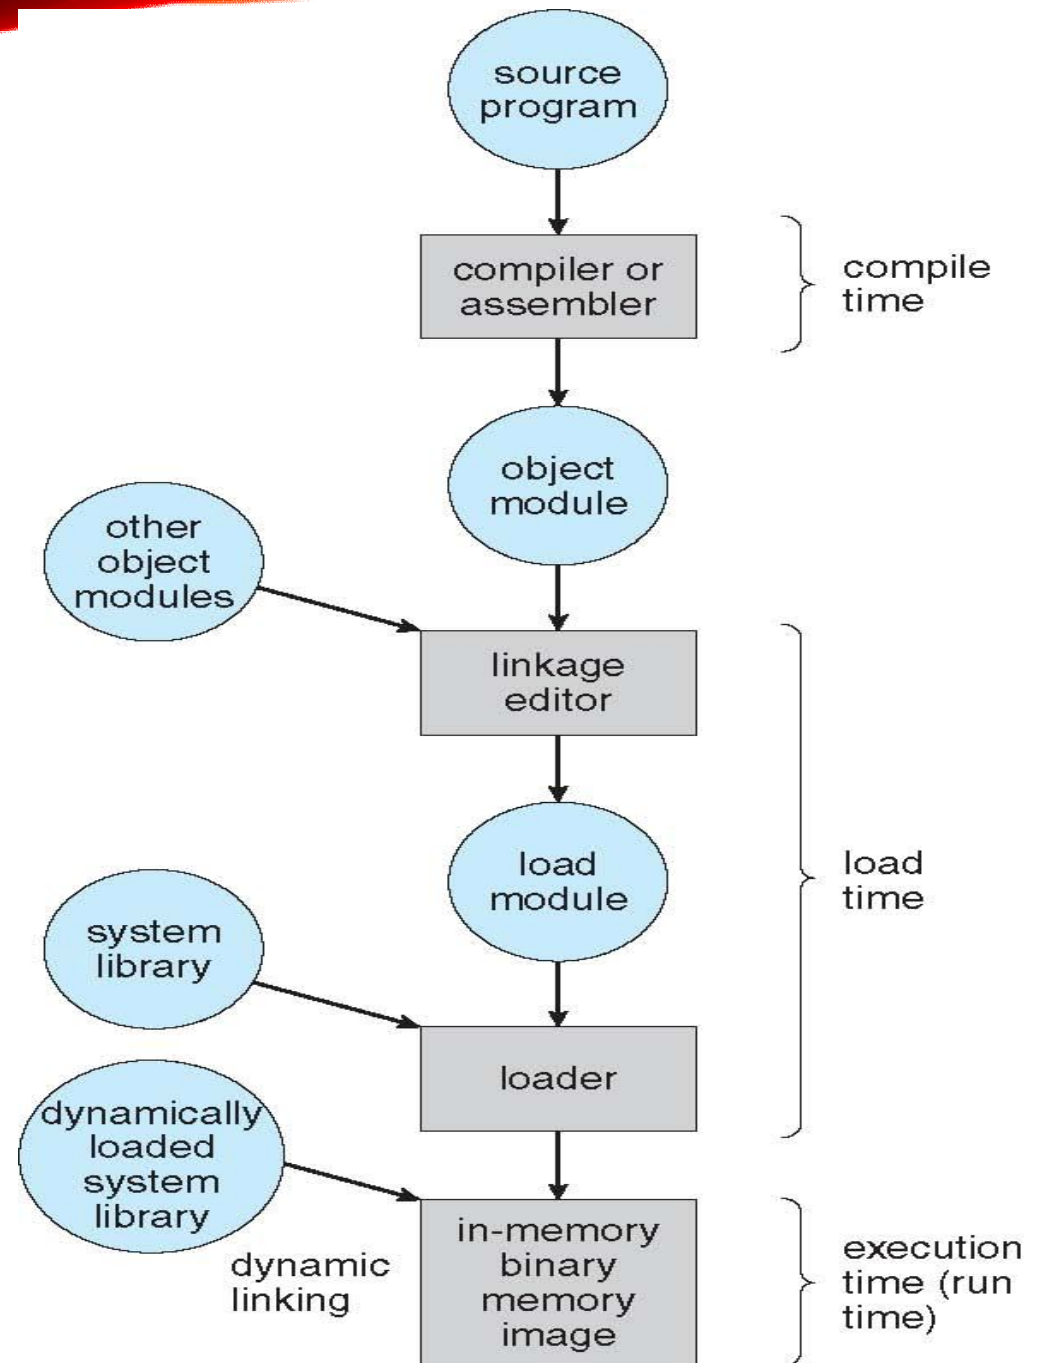 source
program
compiler or
assembler
compile
time
object
module
other
object
modules
linkage
editor
load
module
load
time
system
library
loader
dynamically
loaded
system
library
dynamic
linking
in-memory
binary
memory
image
execution
time (run
time)